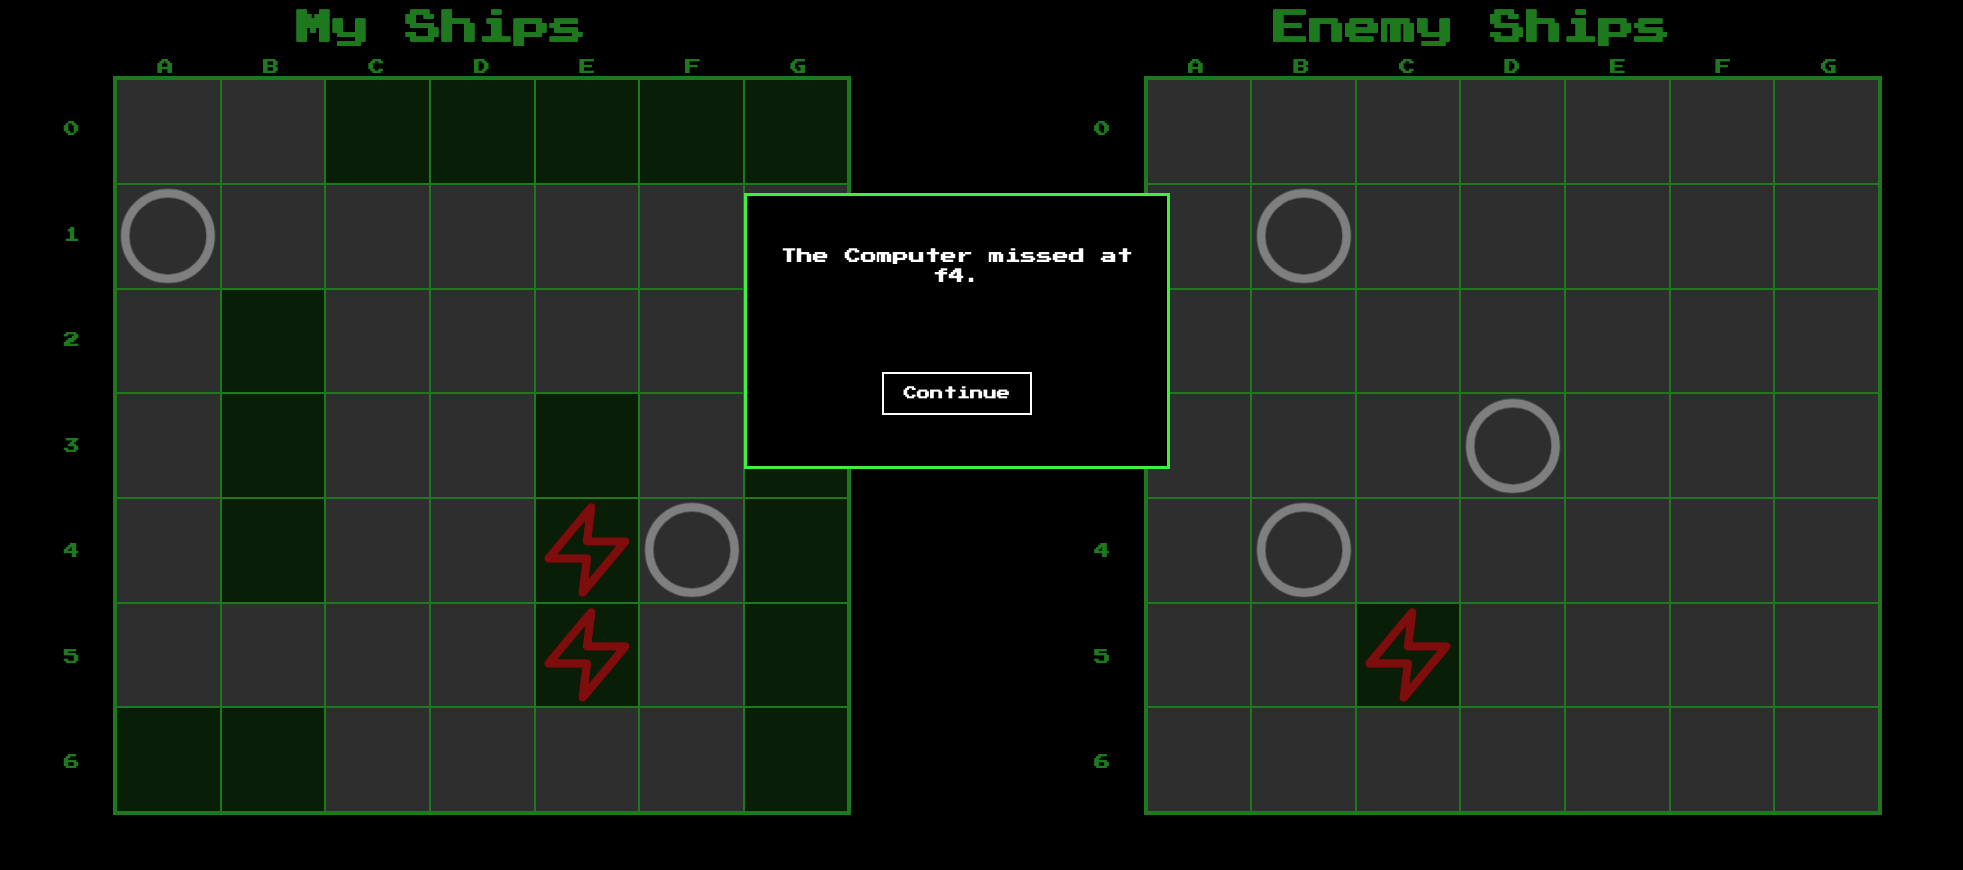 My Ships Enemy Ships
A B C D E F G A B C D E F G
0 0
1
2
3
4 4
5 5
6 6
The Computer missed at
f4.
Continue